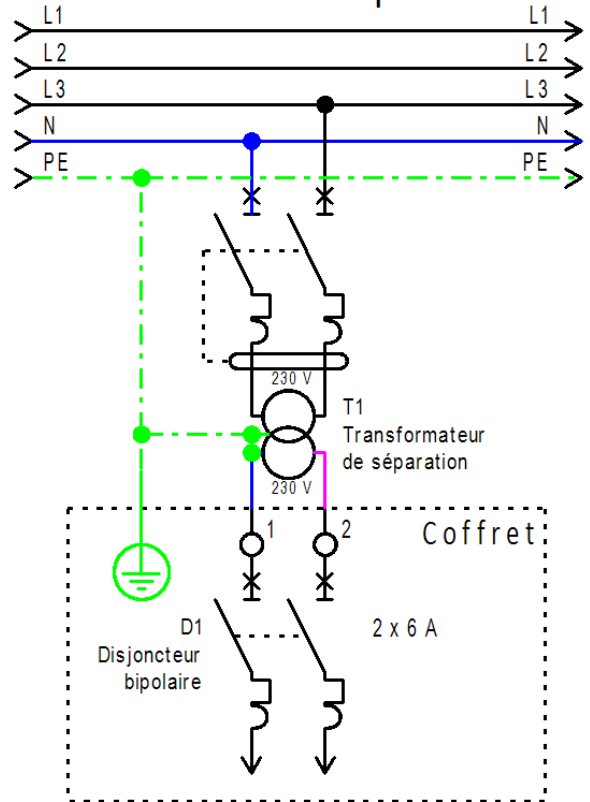 L1 L1
L2 L2
L3 L3
N N
PE PE
230 V
T1
Transformateur
de séparation
230 V
1 2
Coffret
D1
Disjoncteur
bipolaire
2 x 6 A